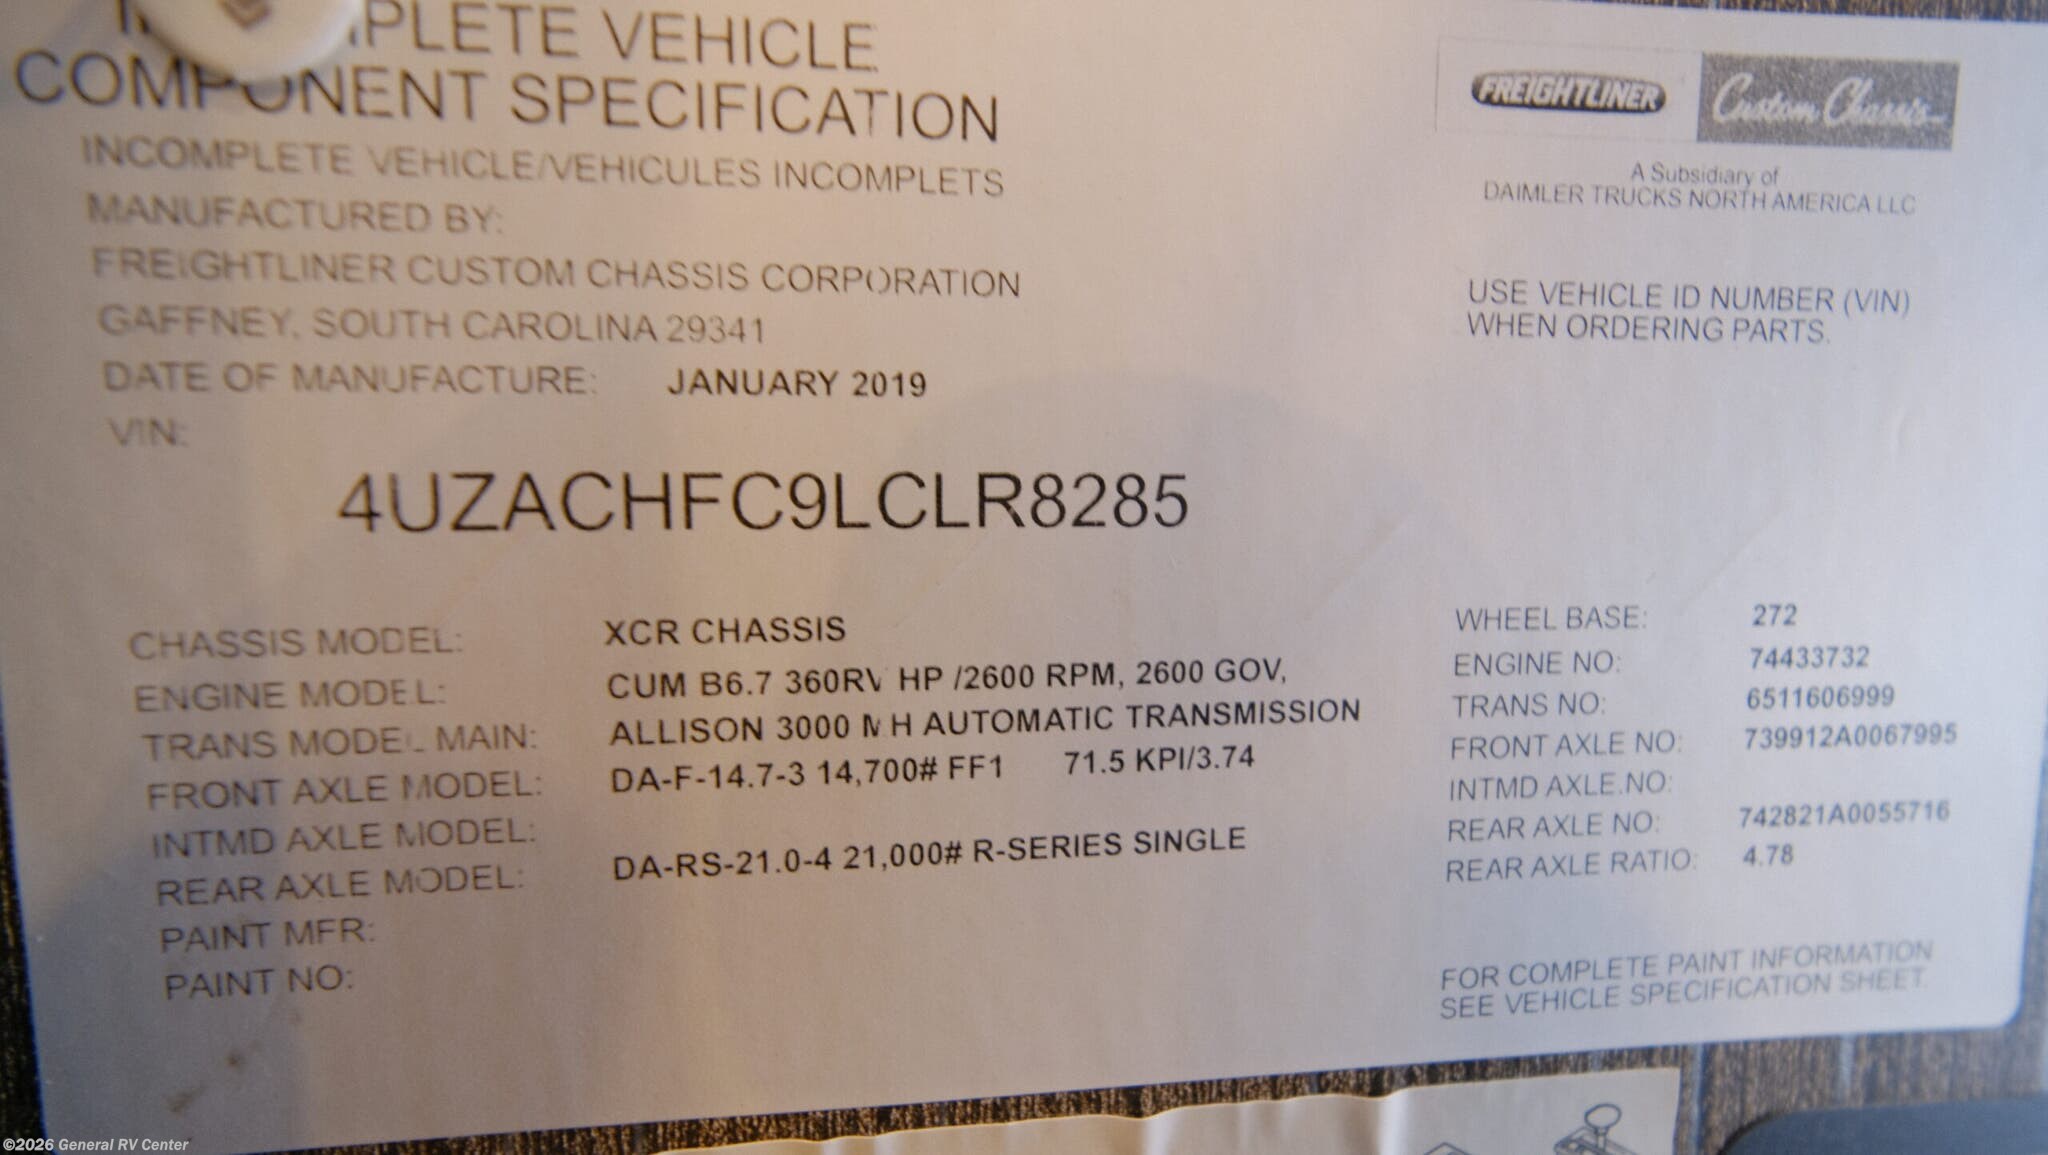 PLETE VEHICLE
COMPONENT SPECIFICATION
INCOMPLETE VEHICLE/VEHICULES INCOMPLETS
MANUFACTURED BY:
FREIGHTLINER CUSTOM CHASSIS CORPORATION
GAFFNEY, SOUTH CAROLINA 29341
DATE OF MANUFACTURE: JANUARY 2019
VIN:
4UZACHFC9LCLR8285
FREIGHTLINER Custom Chassis
A Subsidiary of
DAIMLER TRUCKS NORTH AMERICA LLC
USE VEHICLE ID NUMBER (VIN)
WHEN ORDERING PARTS.
CHASSIS MODEL: XCR CHASSIS
ENGINE MODEL: CUM B6.7 360RV HP /2600 RPM, 2600 GOV,
TRANS MODEL MAIN: ALLISON 3000 MH AUTOMATIC TRANSMISSION
FRONT AXLE MODEL: DA-F-14.7-3 14,700# FF1 71.5 KPI/3.74
INTMD AXLE MODEL:
REAR AXLE MODEL: DA-RS-21.0-4 21,000# R-SERIES SINGLE
PAINT MFR:
PAINT NO:
WHEEL BASE: 272
ENGINE NO: 74433732
TRANS NO: 6511606999
FRONT AXLE NO: 739912A0067995
INTMD AXLE.NO:
REAR AXLE NO: 742821A0055716
REAR AXLE RATIO: 4.78
FOR COMPLETE PAINT INFORMATION
SEE VEHICLE SPECIFICATION SHEET.
©2026 General RV Center